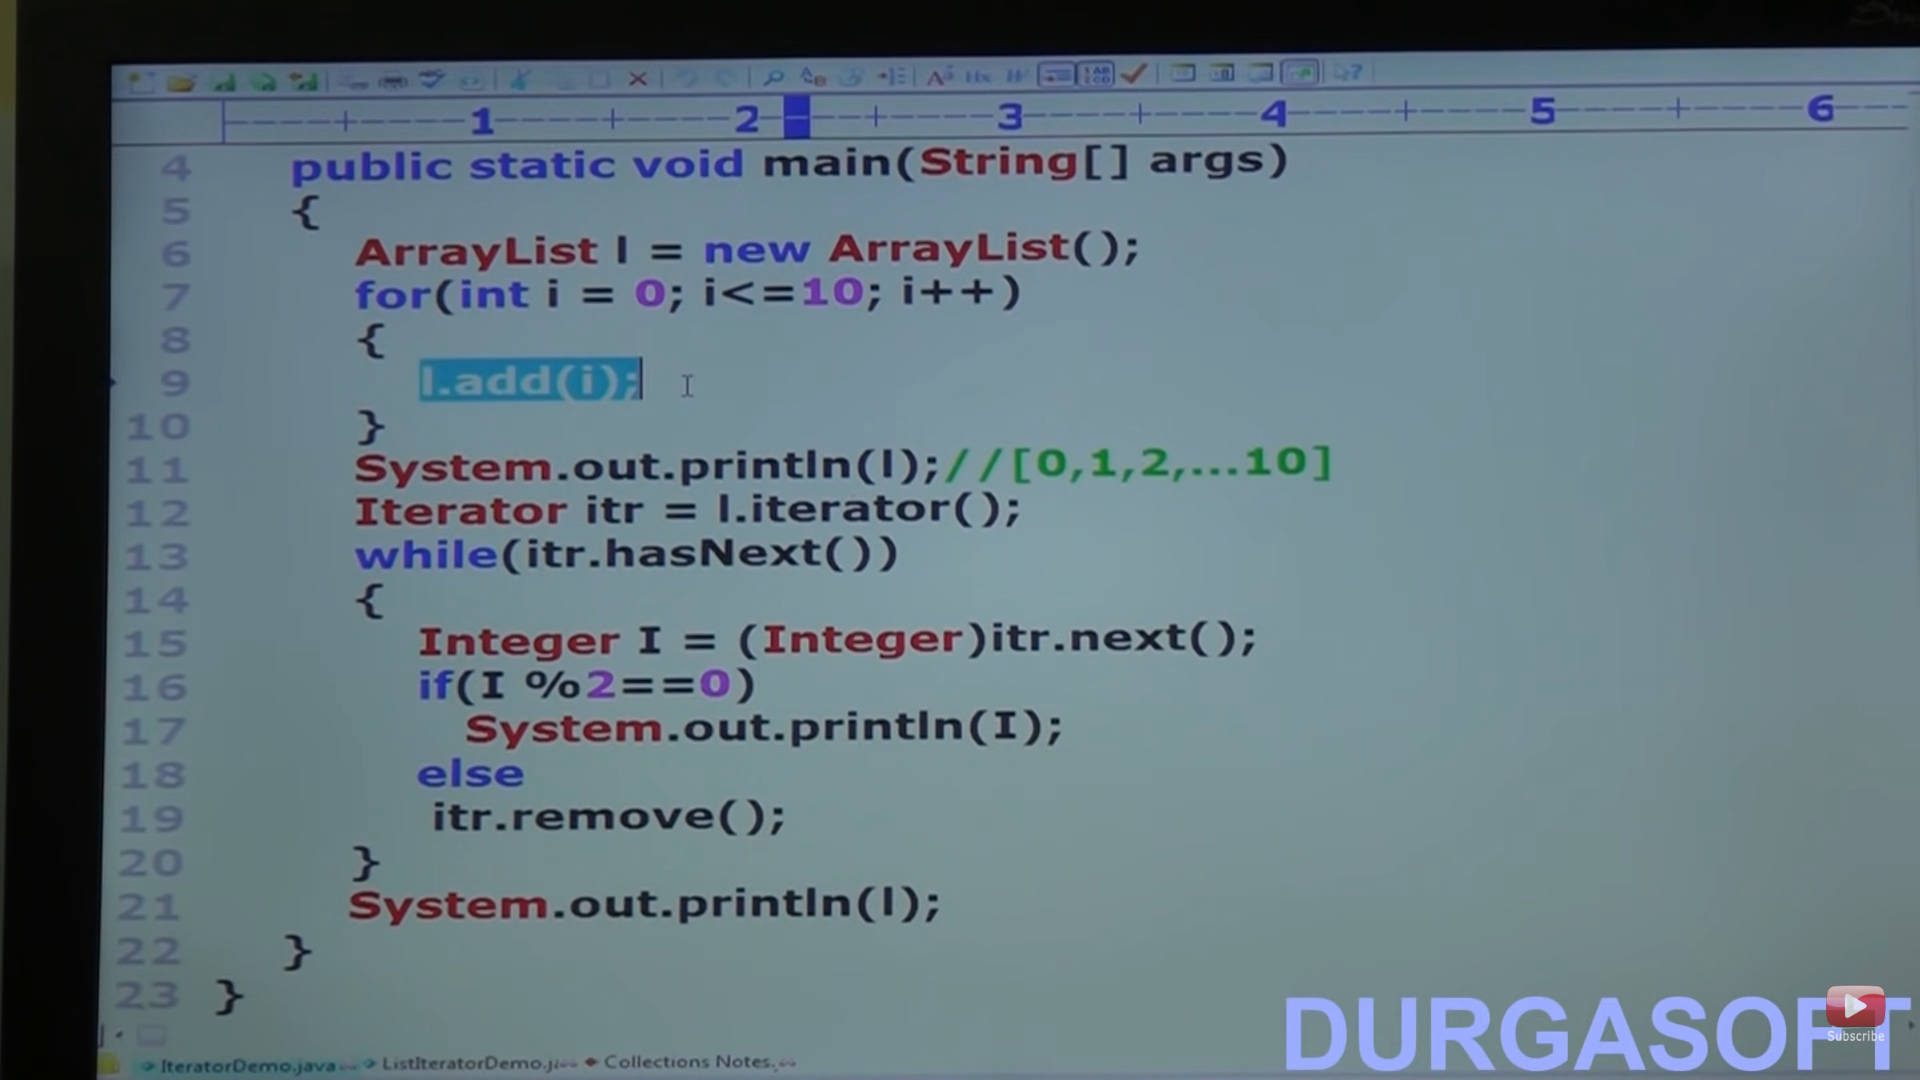 1 2 3 4 5 6
4 public static void main(String[] args)
5 {
6 ArrayList l = new ArrayList();
7 for(int i = 0; i<=10; i++)
8 {
9 l.add(i);
10 }
11 System.out.println(l);//[0,1,2,...10]
12 Iterator itr = l.iterator();
13 while(itr.hasNext())
14 {
15 Integer I = (Integer)itr.next();
16 if(I %2==0)
17 System.out.println(I);
18 else
19 itr.remove();
20 }
21 System.out.println(l);
22 }
23 }
DURGASOFT
Subscribe
IteratorDemo.java ListIteratorDemo.j Collections Notes.